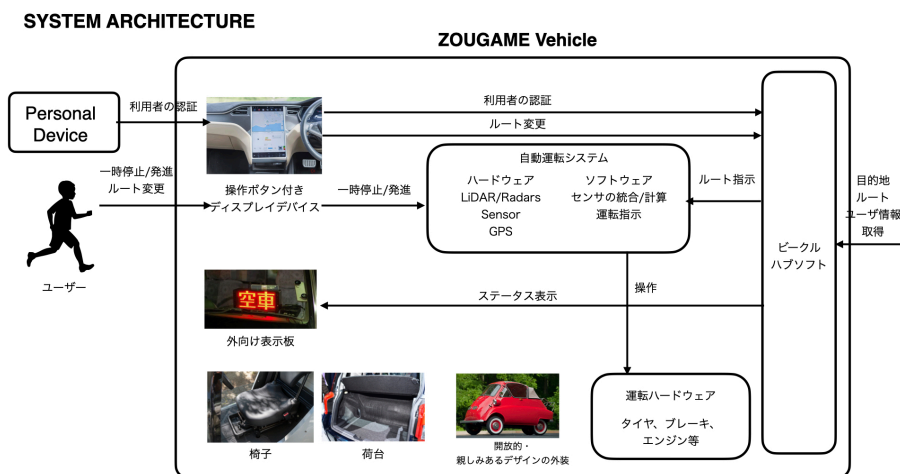 SYSTEM ARCHITECTURE
ZOUGAME Vehicle
Personal
Device
利用者の認証
利用者の認証
ルート変更
一時停止/発進
ルート変更
ユーザー
操作ボタン付き
ディスプレイデバイス
一時停止/発進
自動運転システム
ハードウェア
LiDAR/Radars
Sensor
GPS
ソフトウェア
センサの統合/計算
運転指示
ルート指示
ビークル
ハブソフト
目的地
ルート
ユーザ情報
取得
空車
外向け表示板
ステータス表示
操作
運転ハードウェア
タイヤ、ブレーキ、
エンジン等
椅子
荷台
開放的・
親しみあるデザインの外装